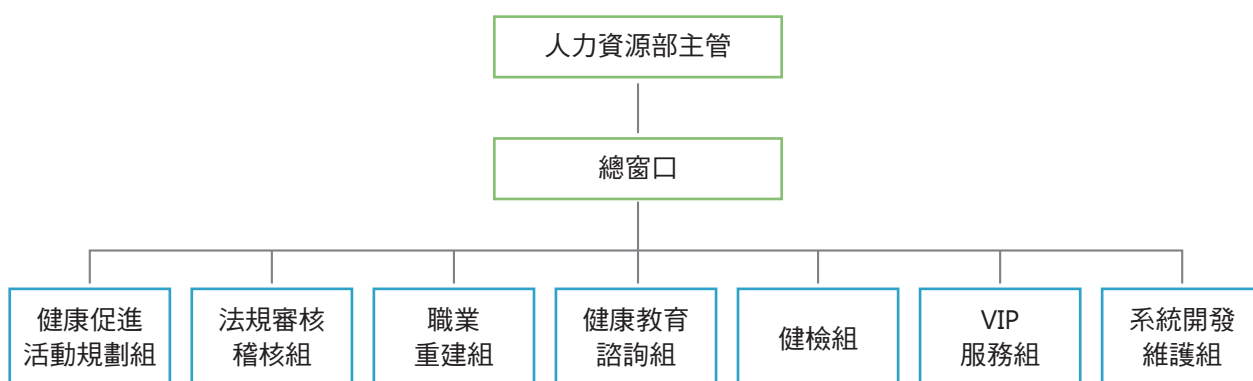 人力資源部主管
總窗口
健康促進
活動規劃組
法規審核
稽核組
職業
重建組
健康教育
諮詢組
健檢組
VIP
服務組
系統開發
維護組